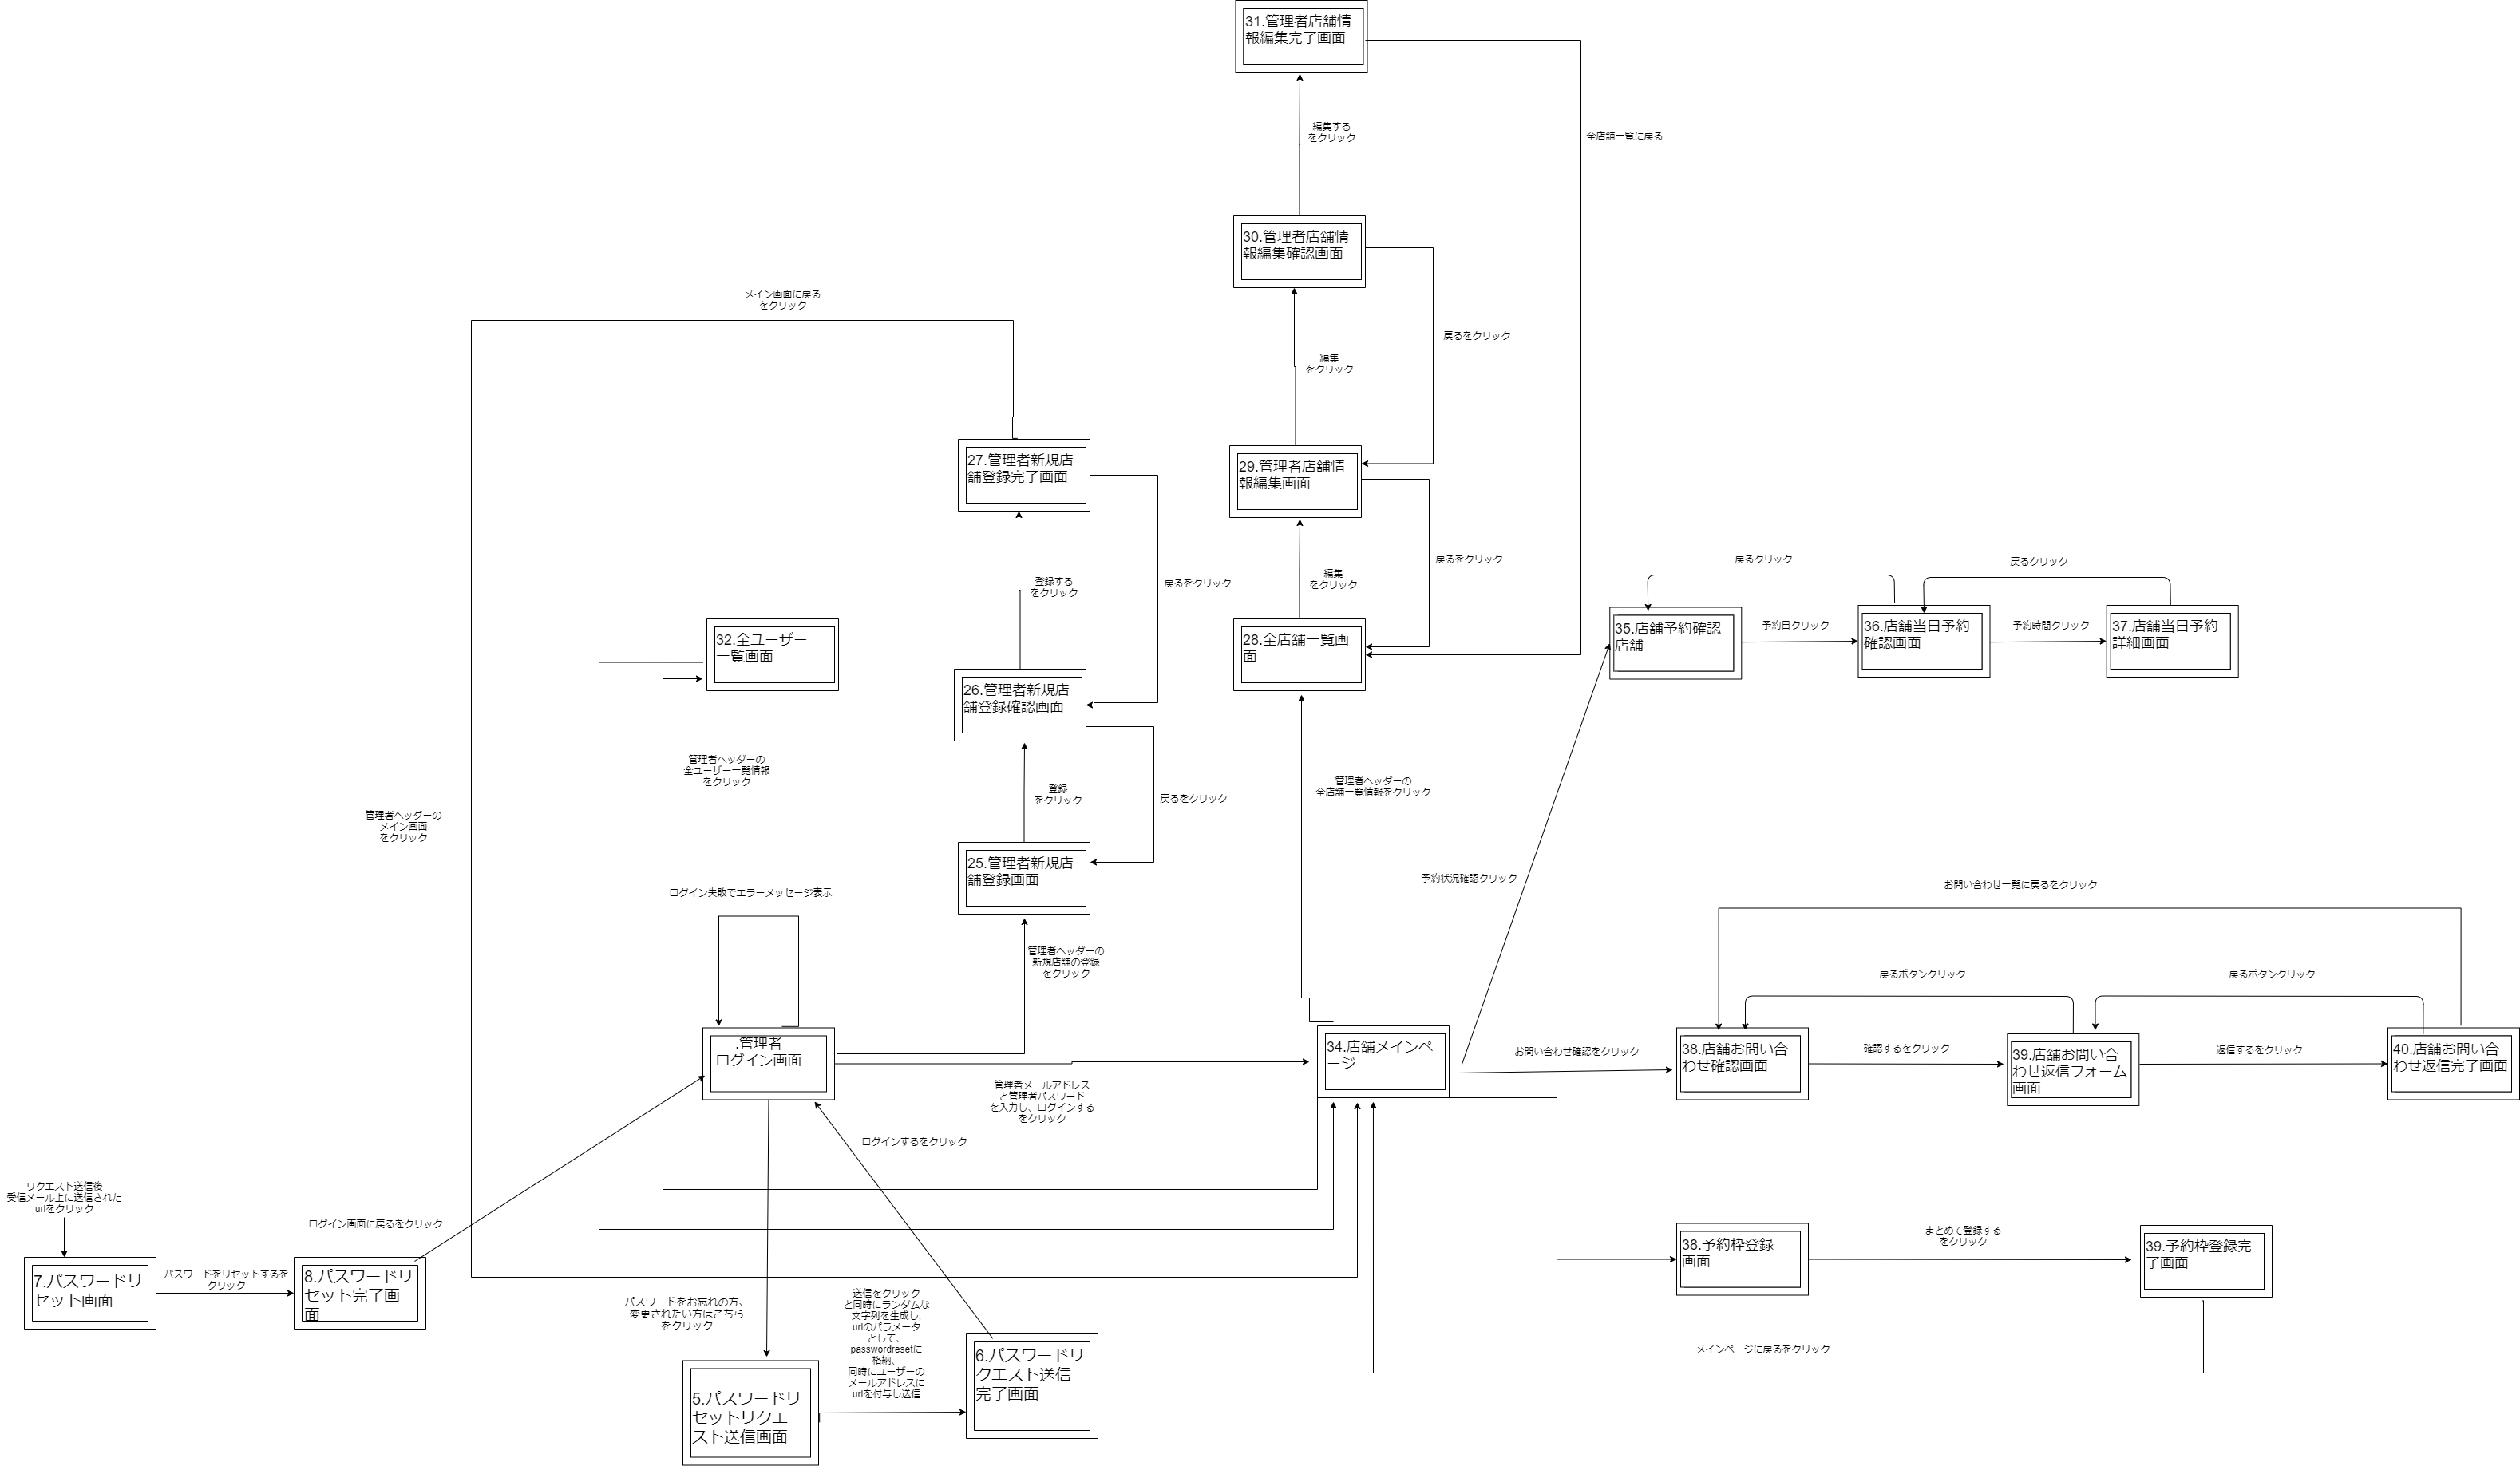 31.管理者店舗情
報編集完了画面
編集する
をクリック
全店舗一覧に戻る
30.管理者店舗情
報編集確認画面
メイン画面に戻る
をクリック
戻るをクリック
編集
をクリック
27.管理者新規店
舗登録完了画面
29.管理者店舗情
報編集画面
戻るをクリック
戻るクリック
戻るクリック
登録する
をクリック
戻るをクリック
編集
をクリック
32.全ユーザー
一覧画面
28.全店舗一覧画
面
35.店舗予約確認
店舗
予約日クリック
36.店舗当日予約
確認画面
予約時間クリック
37.店舗当日予約
詳細画面
26.管理者新規店
舗登録確認画面
管理者ヘッダーの
全ユーザー一覧情報
をクリック
登録
をクリック
戻るをクリック
管理者ヘッダーの
全店舗一覧情報をクリック
管理者ヘッダーの
メイン画面
をクリック
25.管理者新規店
舗登録画面
予約状況確認クリック
お問い合わせ一覧に戻るをクリック
ログイン失敗でエラーメッセージ表示
管理者ヘッダーの
新規店舗の登録
をクリック
戻るボタンクリック
戻るボタンクリック
.管理者
ログイン画面
34.店舗メインペ
ージ
お問い合わせ確認をクリック
38.店舗お問い合
わせ確認画面
確認するをクリック
39.店舗お問い合
わせ返信フォーム
画面
返信するをクリック
40.店舗お問い合
わせ返信完了画面
管理者メールアドレス
と管理者パスワード
を入力し、ログインする
をクリック
ログインするをクリック
リクエスト送信後
受信メール上に送信された
urlをクリック
ログイン画面に戻るをクリック
38.予約枠登録
画面
まとめて登録する
をクリック
39.予約枠登録完
了画面
7.パスワードリ
セット画面
パスワードをリセットするを
クリック
8.パスワードリ
セット完了画
面
パスワードをお忘れの方、
変更されたい方はこちら
をクリック
送信をクリック
と同時にランダムな
文字列を生成し、
urlのパラメータ
として、
passwordresetに
格納、
同時にユーザーの
メールアドレスに
urlを付与し送信
メインページに戻るをクリック
5.パスワードリ
セットリクエ
スト送信画面
6.パスワードリ
クエスト送信
完了画面